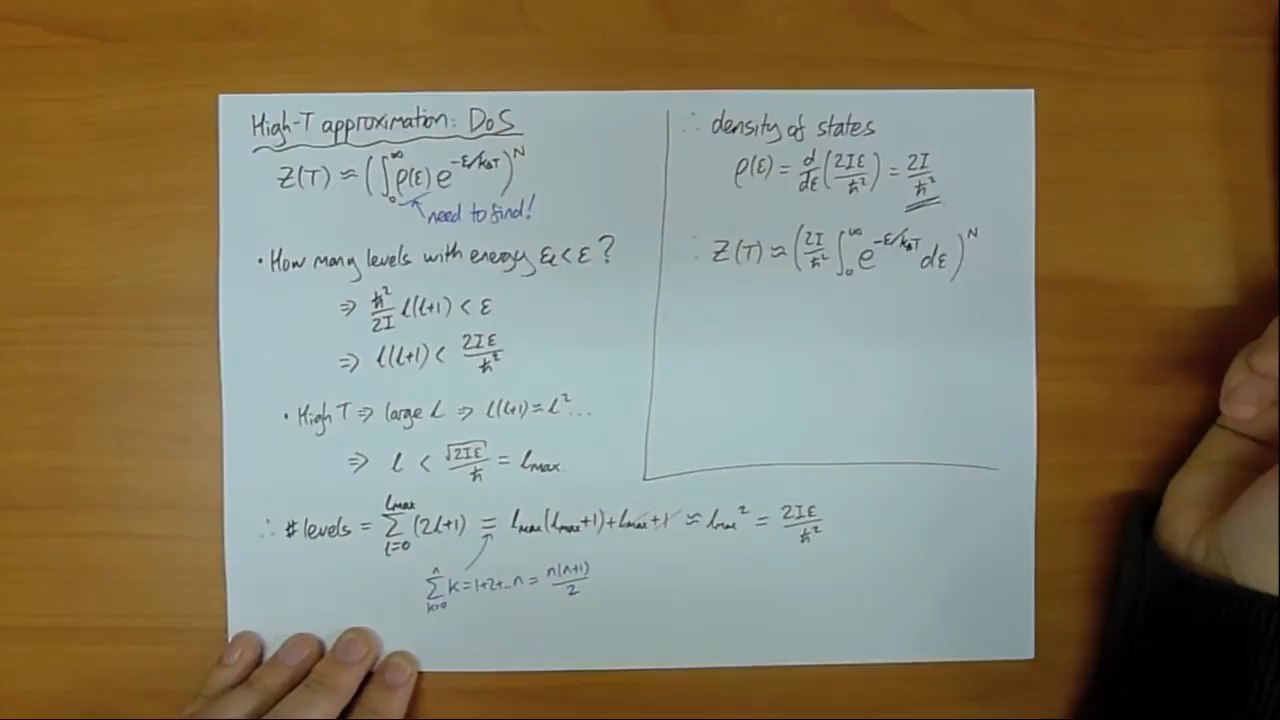 High-T approximation: DoS
Z(T) ≈ (∫₀^∞ ρ(ε) e^{-ε/k_BT})^N
need to find!
• How many levels with energy ε_l < ε ?
⇒ ℏ²/2I l(l+1) < ε
⇒ l(l+1) < 2Iε/ℏ²
• High T ⇒ large l ⇒ l(l+1) ≈ l² ...
⇒ l < √(2Iε)/ℏ = l_max
∴ # levels = ∑_{l=0}^{l_max} (2l+1) = l_max(l_max+1) + l_max + 1 ≈ l_max² = 2Iε/ℏ²
∑_{k=0}^{n} k = 1+2+...n = n(n+1)/2
∴ density of states
ρ(ε) = d/dε (2Iε/ℏ²) = 2I/ℏ²
∴ Z(T) ≈ (2I/ℏ² ∫₀^∞ e^{-ε/k_BT} dε)^N